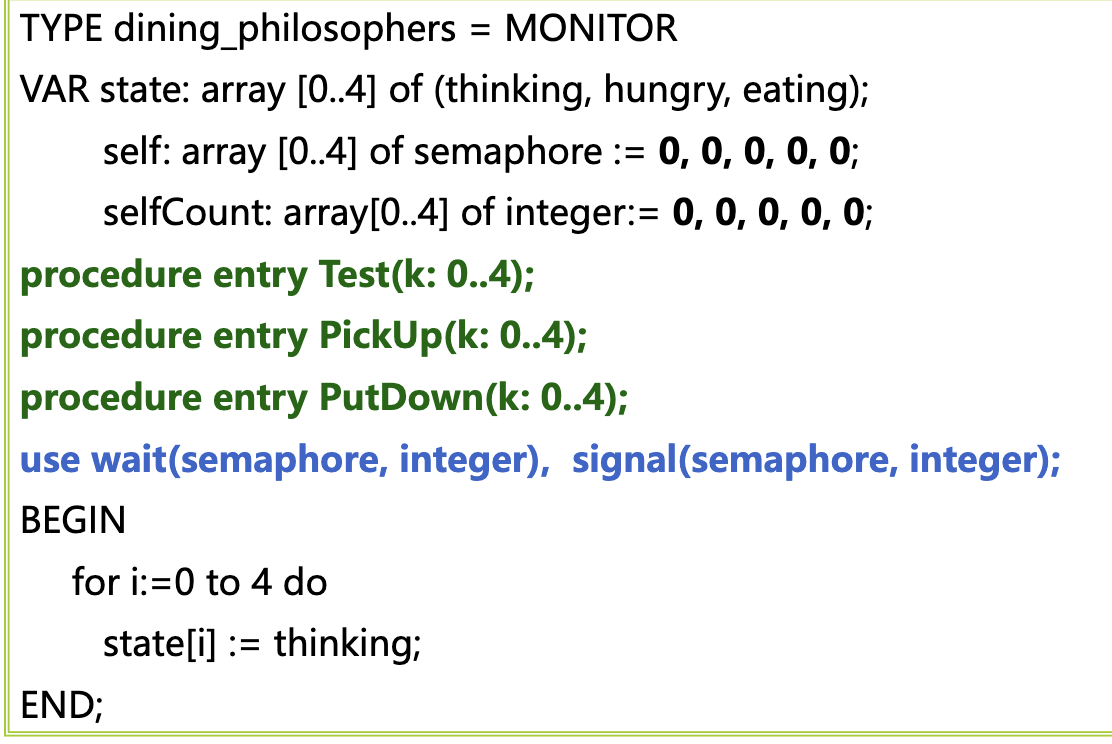 TYPE dining_philosophers = MONITOR
VAR state: array [0..4] of (thinking, hungry, eating);
self: array [0..4] of semaphore := 0, 0, 0, 0, 0;
selfCount: array[0..4] of integer:= 0, 0, 0, 0, 0;
procedure entry Test(k: 0..4);
procedure entry PickUp(k: 0..4);
procedure entry PutDown(k: 0..4);
use wait(semaphore, integer), signal(semaphore, integer);
BEGIN
for i:=0 to 4 do
state[i] := thinking;
END;